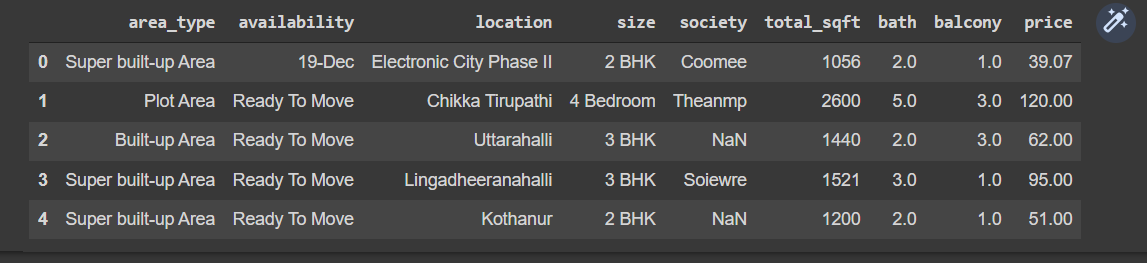 area_type availability location size society total_sqft bath balcony price
0 Super built-up Area 19-Dec Electronic City Phase II 2 BHK Coomee 1056 2.0 1.0 39.07
1 Plot Area Ready To Move Chikka Tirupathi 4 Bedroom Theanmp 2600 5.0 3.0 120.00
2 Built-up Area Ready To Move Uttarahalli 3 BHK NaN 1440 2.0 3.0 62.00
3 Super built-up Area Ready To Move Lingadheeranahalli 3 BHK Soiewre 1521 3.0 1.0 95.00
4 Super built-up Area Ready To Move Kothanur 2 BHK NaN 1200 2.0 1.0 51.00